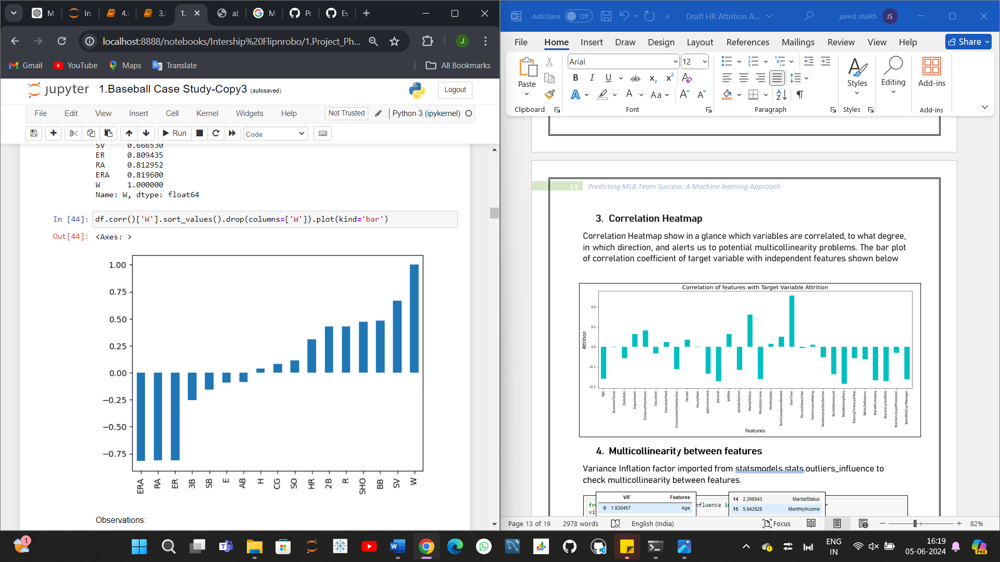 M
In
4.
3.
1.
ab
M
Pc
Ev
localhost:8888/notebooks/Intership%20Flipnrobo/1.Project_Ph...
J
Gmail
YouTube
Maps
Translate
All Bookmarks
jupyter
1.Baseball Case Study-Copy3 (autosaved)
Logout
File Edit View Insert Cell Kernel Widgets Help
Not Trusted
Python 3 (ipykernel)
Run
Code
SV 0.666530
ER 0.809435
RA 0.812952
ERA 0.819600
W 1.000000
Name: W, dtype: float64
In [44]: df.corr()['W'].sort_values().drop(columns=['W']).plot(kind='bar')
Out[44]: <Axes: >
1.00
0.75
0.50
0.25
0.00
−0.25
−0.50
−0.75
ERA RA ER 3B SB E AB H CG SO HR 2B R SHO BB SV W
Observations:
AutoSave Off
Draft HR Attrition A...
javed shaikh JS
File Home Insert Draw Design Layout References Mailings Review View Help
Share
Paste
Clipboard
Arial 12
B I U ab x₂ x²
A A Aa A A
Font
Paragraph
Styles
Styles
Editing
Add-ins
Add-ins
14 Predicting MLB Team Success: A Machine learning Approach
3. Correlation Heatmap
Correlation Heatmap show in a glance which variables are correlated, to what degree,
in which direction, and alerts us to potential multicollinearity problems. The bar plot
of correlation coefficient of target variable with independent features shown below
Correlation of features with Target Variable Attrition
Attrition
0.2
0.1
0.0
−0.1
−0.2
Age BusinessTravel DailyRate Department DistanceFromHome Education EducationField EnvironmentSatisfaction Gender HourlyRate JobInvolvement JobLevel JobRole JobSatisfaction MaritalStatus MonthlyIncome MonthlyRate NumCompaniesWorked OverTime PercentSalaryHike PerformanceRating RelationshipSatisfaction StockOptionLevel TotalWorkingYears TrainingTimesLastYear WorkLifeBalance YearsAtCompany YearsInCurrentRole YearsSinceLastPromotion YearsWithCurrManager
Features
4. Multicollinearity between features
Variance Inflation factor imported from statsmodels.stats.outliers_influence to
check multicollinearity between features.
VIF Features
0 1.930457 Age
14 2.298943 MaritalStatus
15 5.842828 MonthlyIncome
Page 13 of 19
2978 words
English (India)
Focus
82%
1
ENG
IN
16:19
05-06-2024
PRE